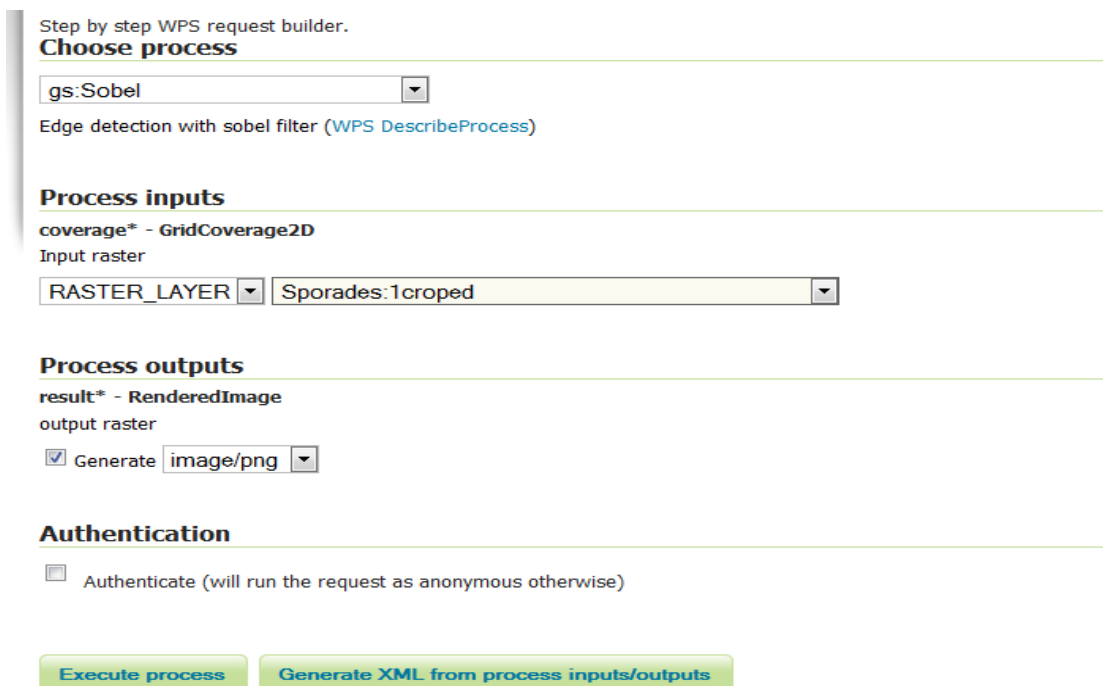 Step by step WPS request builder.
Choose process
gs:Sobel
Edge detection with sobel filter (WPS DescribeProcess)
Process inputs
coverage* - GridCoverage2D
Input raster
RASTER_LAYER Sporades:1croped
Process outputs
result* - RenderedImage
output raster
Generate image/png
Authentication
Authenticate (will run the request as anonymous otherwise)
Execute process Generate XML from process inputs/outputs